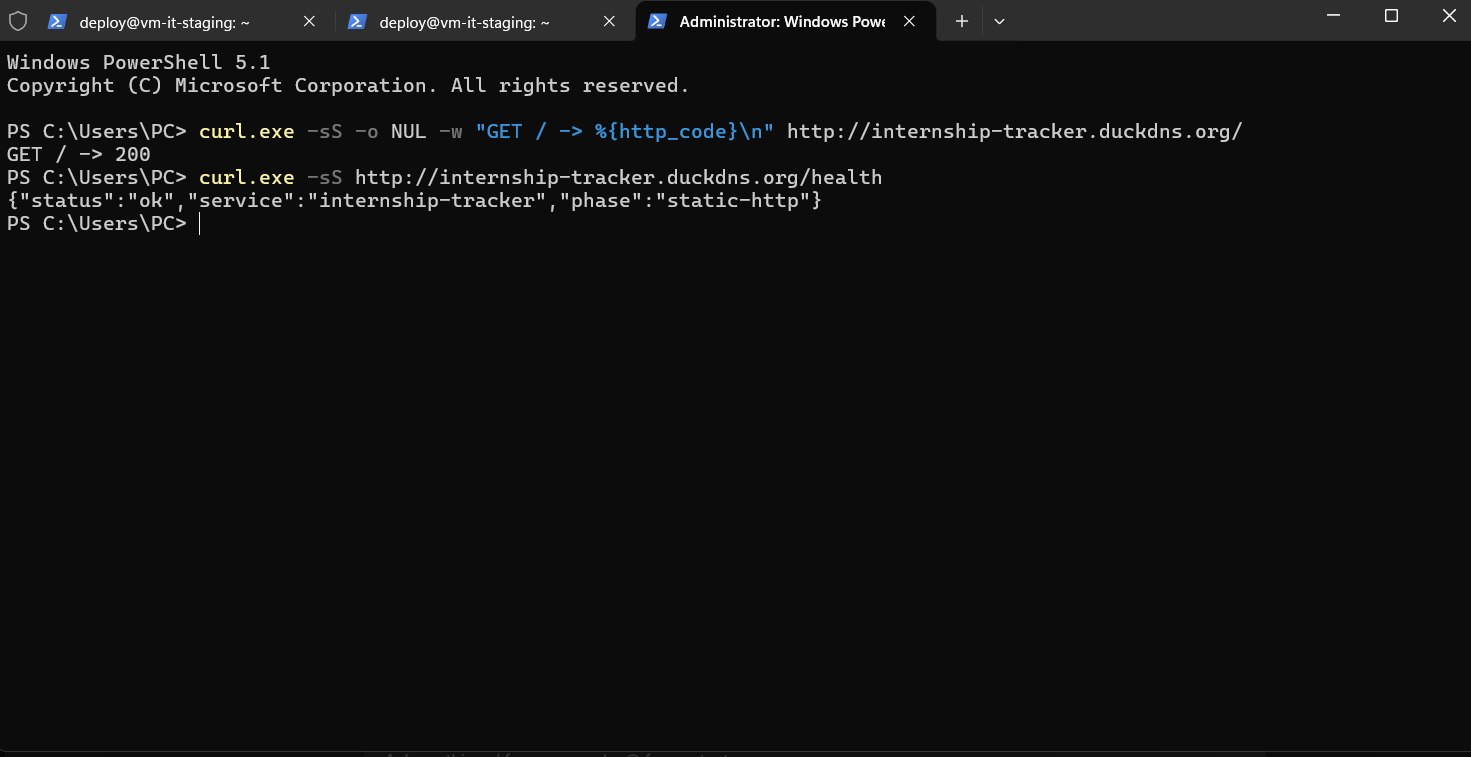 deploy@vm-it-staging: ~
deploy@vm-it-staging: ~
Administrator: Windows Powe
Windows PowerShell 5.1
Copyright (C) Microsoft Corporation. All rights reserved.
PS C:\Users\PC> curl.exe -sS -o NUL -w "GET / -> %{http_code}\n" http://internship-tracker.duckdns.org/
GET / -> 200
PS C:\Users\PC> curl.exe -sS http://internship-tracker.duckdns.org/health
{"status":"ok","service":"internship-tracker","phase":"static-http"}
PS C:\Users\PC>